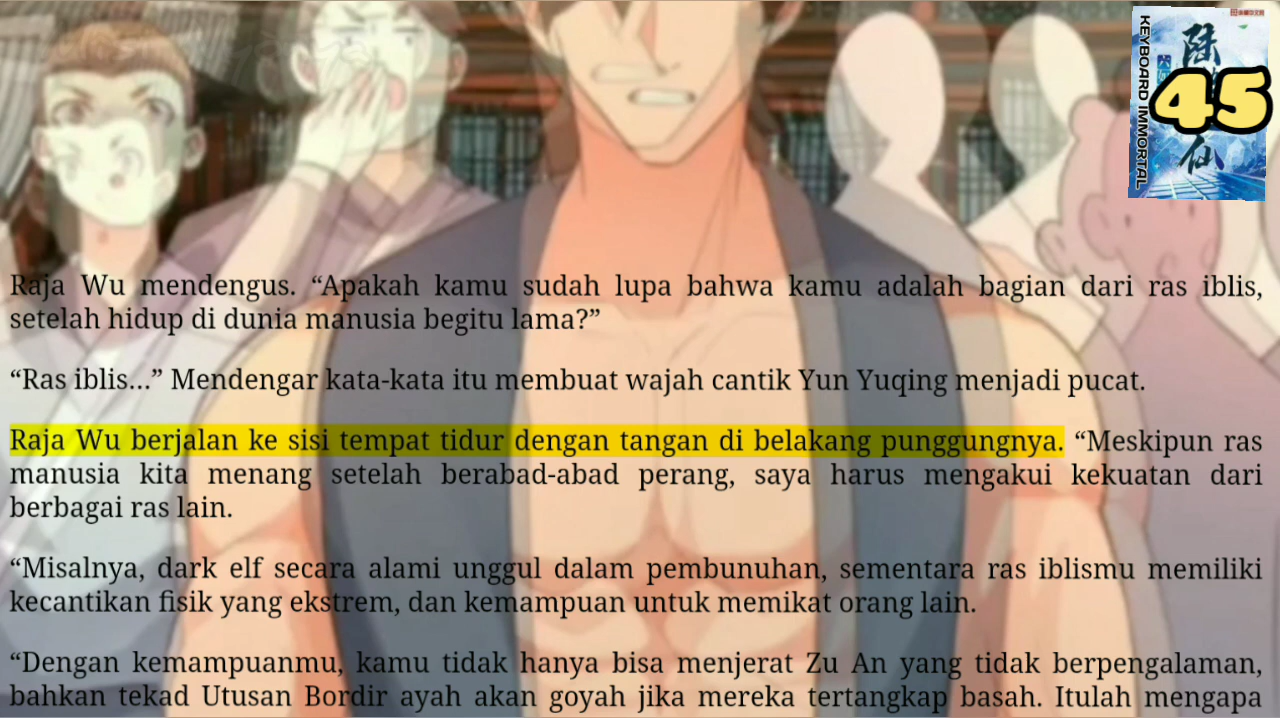 KEYBOARD IMMORTAL
陆
仙
45
Raja Wu mendengus. “Apakah kamu sudah lupa bahwa kamu adalah bagian dari ras iblis,
setelah hidup di dunia manusia begitu lama?”
“Ras iblis...” Mendengar kata-kata itu membuat wajah cantik Yun Yuqing menjadi pucat.
Raja Wu berjalan ke sisi tempat tidur dengan tangan di belakang punggungnya. “Meskipun ras
manusia kita menang setelah berabad-abad perang, saya harus mengakui kekuatan dari
berbagai ras lain.
“Misalnya, dark elf secara alami unggul dalam pembunuhan, sementara ras iblismu memiliki
kecantikan fisik yang ekstrem, dan kemampuan untuk memikat orang lain.
“Dengan kemampuanmu, kamu tidak hanya bisa menjerat Zu An yang tidak berpengalaman,
bahkan tekad Utusan Bordir ayah akan goyah jika mereka tertangkap basah. Itulah mengapa